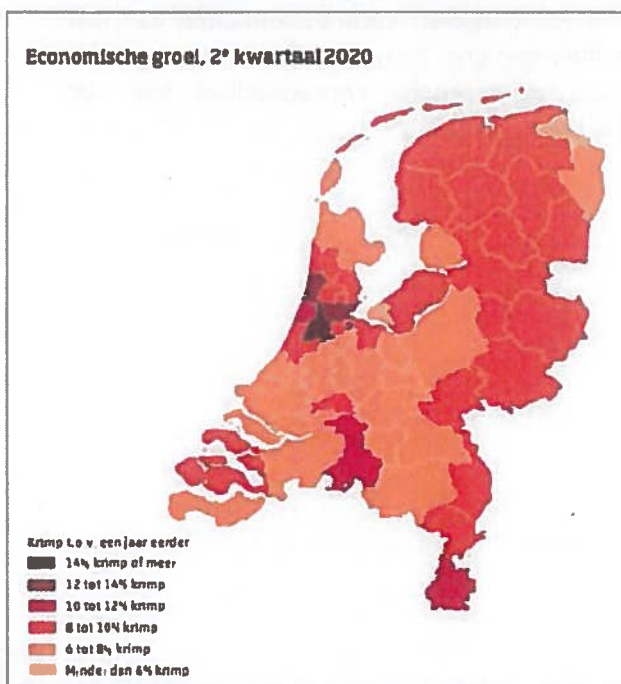 Economische groei, 2e kwartaal 2020
Krimp t.o.v. een jaar eerder
14% krimp of meer
12 tot 14% krimp
10 tot 12% krimp
8 tot 10% krimp
6 tot 8% krimp
Minder dan 6% krimp